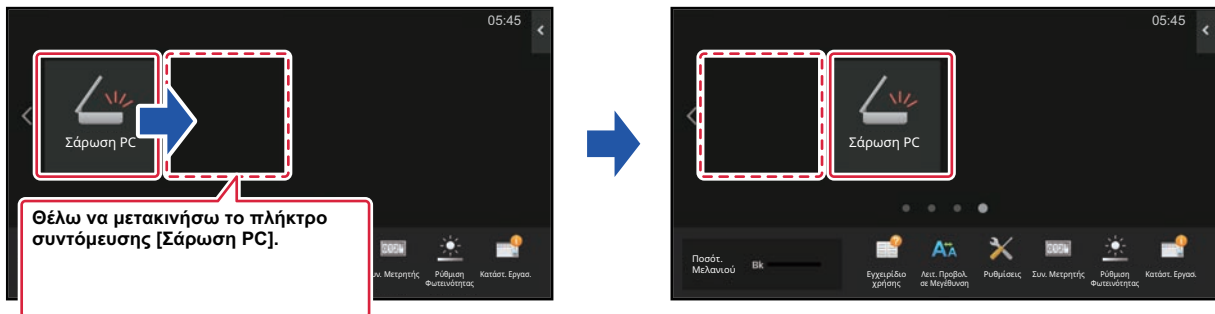 05:45
Σάρωση PC
Θέλω να μετακινήσω το πλήκτρο
συντόμευσης [Σάρωση PC].
υν. Μετρητής
Ρύθμιση
Φωτεινότητας
Κατάστ. Εργασ.
05:45
Σάρωση PC
Ποσότ.
Μελανιού
Bk
Εγχειρίδιο
χρήσης
Λειτ. Προβολ.
σε Μεγέθυνση
Ρυθμίσεις
Συν. Μετρητής
Ρύθμιση
Φωτεινότητας
Κατάστ. Εργασ.